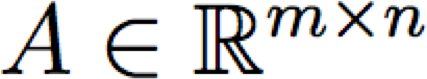 A ∈ ℝ^{m×n}